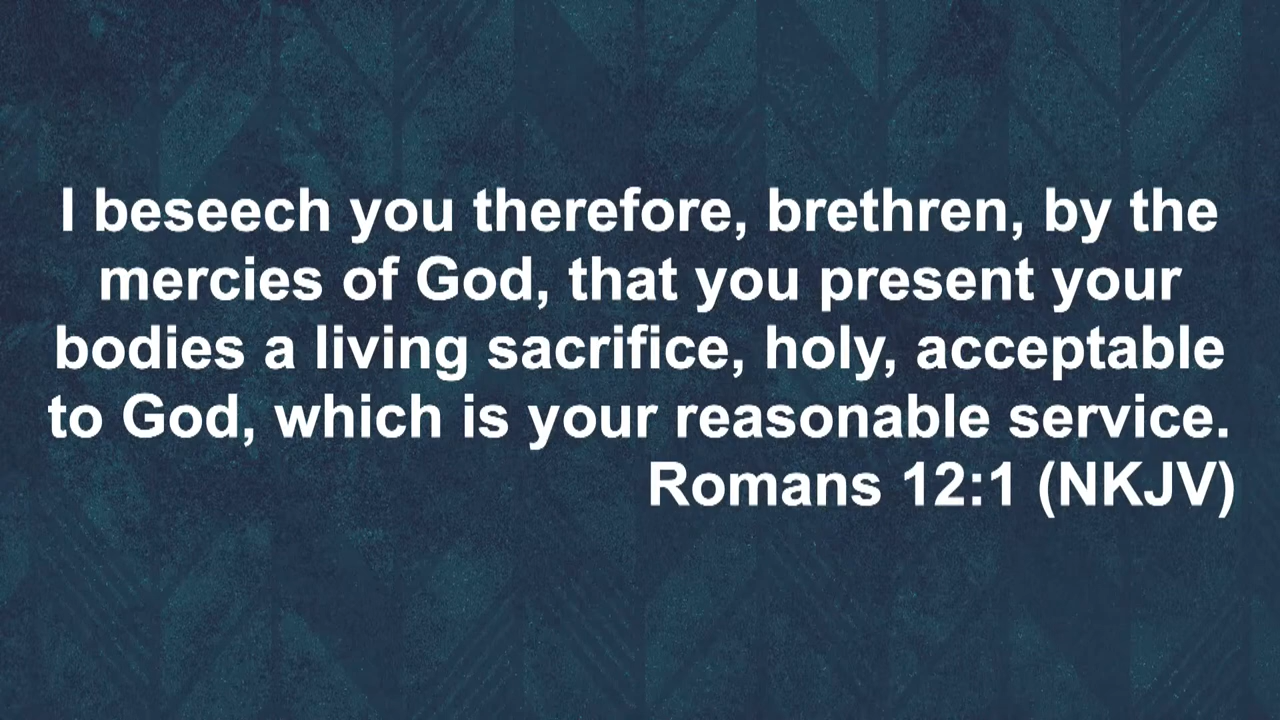 I beseech you therefore, brethren, by the
mercies of God, that you present your
bodies a living sacrifice, holy, acceptable
to God, which is your reasonable service.
Romans 12:1 (NKJV)